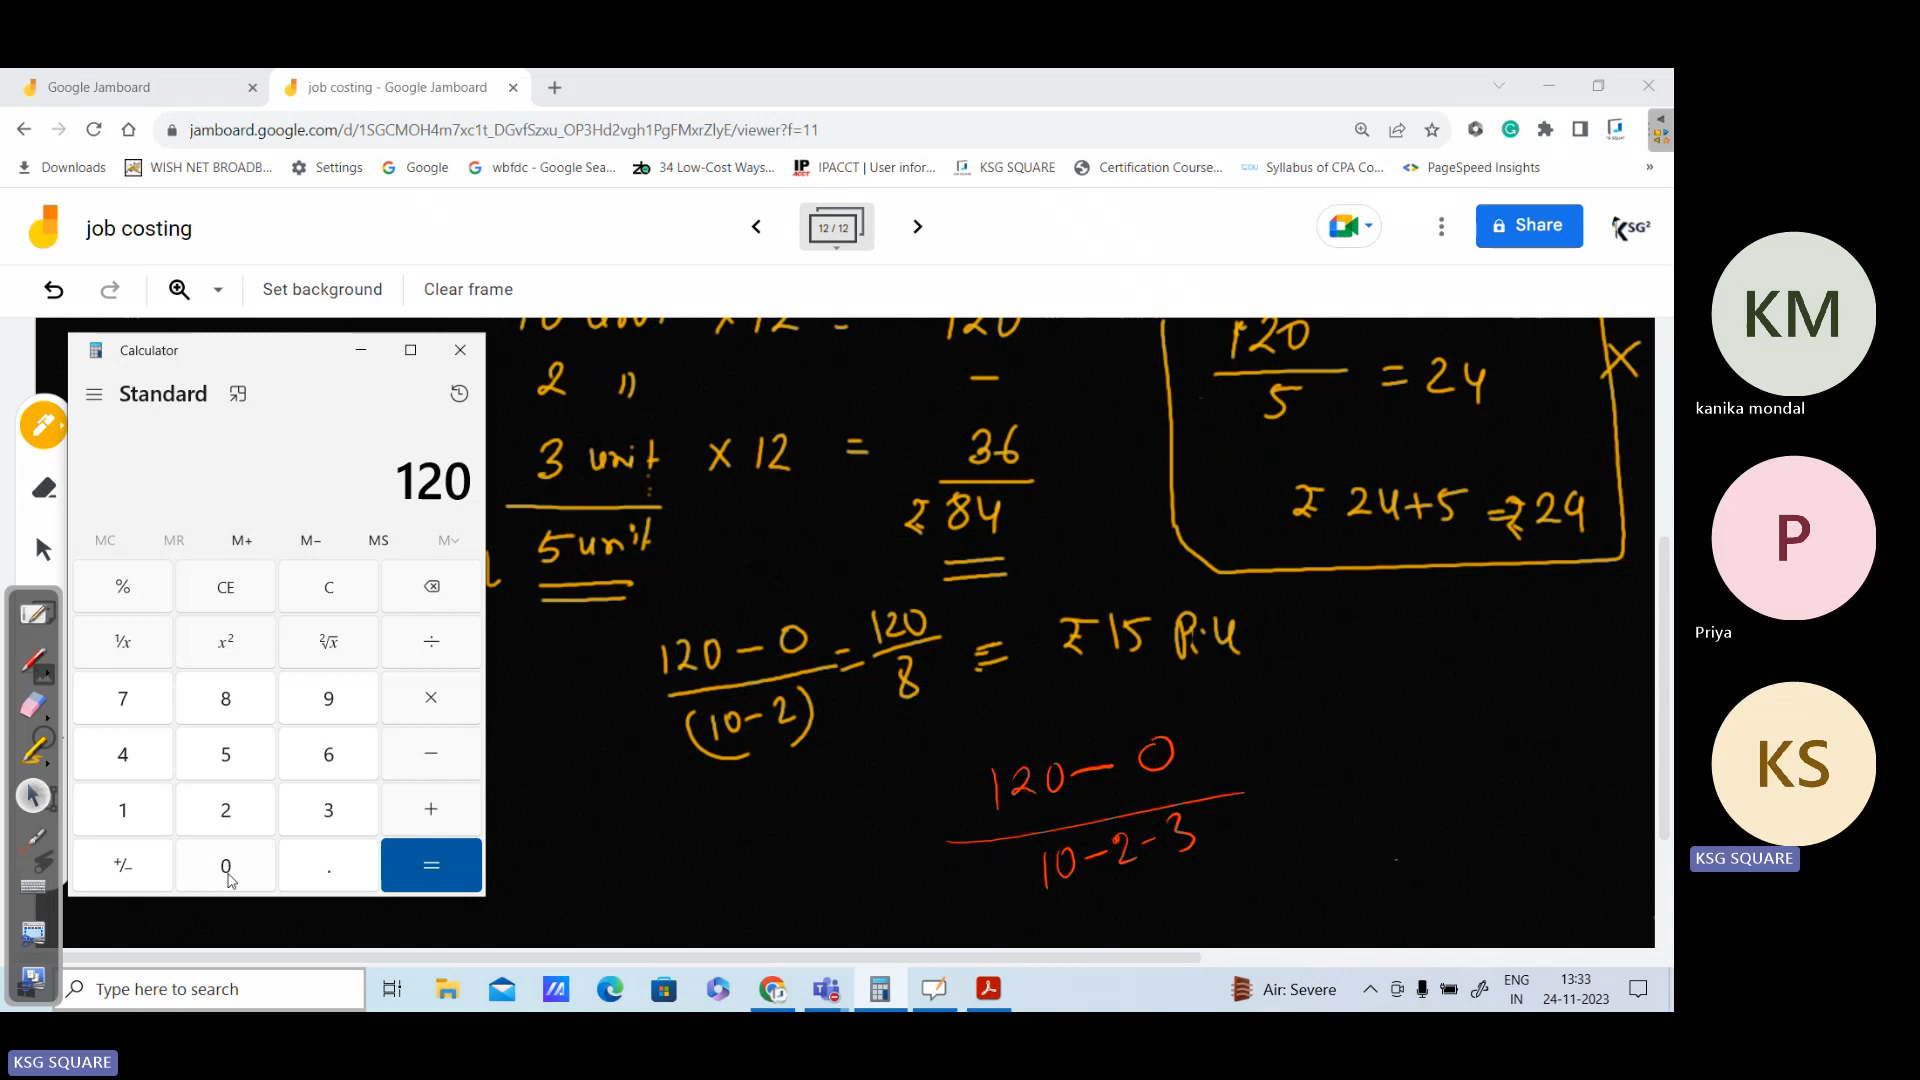 Google Jamboard
job costing - Google Jamboard
jamboard.google.com/d/1SGCMOH4m7xc1t_DGvfSzxu_OP3Hd2vgh1PgFMxrZlyE/viewer?f=11
Downloads WISH NET BROADB... Settings Google wbfdc - Google Sea... 34 Low-Cost Ways... IPACCT | User infor... KSG SQUARE Certification Course... Syllabus of CPA Co... PageSpeed Insights »
job costing
12 / 12
Share
KSG²
Set background Clear frame
Calculator
Standard
120
MC MR M+ M− MS M
% CE C
¹/x x² ²√x ÷
7 8 9 ×
4 5 6 −
1 2 3 +
+/− 0 . =
10 unit × 12 = 120
2 " —
3 unit × 12 = 36
5 unit ₹ 84
120
5
= 24
₹ 24+5 = ₹29
×
120 – 0
(10-2)
= 120
8
= ₹15 P.U
120 – 0
10-2-3
KM
kanika mondal
P
Priya
KS
KSG SQUARE
Type here to search
Air: Severe
ENG
IN
13:33
24-11-2023
KSG SQUARE